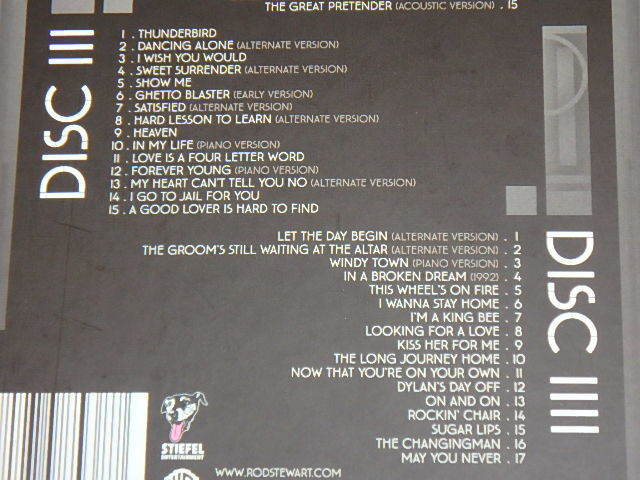 THE GREAT PRETENDER (ACOUSTIC VERSION) . 15
DISC III
1 . THUNDERBIRD
2 . DANCING ALONE (ALTERNATE VERSION)
3 . I WISH YOU WOULD
4 . SWEET SURRENDER (ALTERNATE VERSION)
5 . SHOW ME
6 . GHETTO BLASTER (EARLY VERSION)
7 . SATISFIED (ALTERNATE VERSION)
8 . HARD LESSON TO LEARN (ALTERNATE VERSION)
9 . HEAVEN
10 . IN MY LIFE (PIANO VERSION)
11 . LOVE IS A FOUR LETTER WORD
12 . FOREVER YOUNG (PIANO VERSION)
13 . MY HEART CAN'T TELL YOU NO (ALTERNATE VERSION)
14 . I GO TO JAIL FOR YOU
15 . A GOOD LOVER IS HARD TO FIND
DISC IIII
LET THE DAY BEGIN (ALTERNATE VERSION) . 1
THE GROOM'S STILL WAITING AT THE ALTAR (ALTERNATE VERSION) . 2
WINDY TOWN (PIANO VERSION) . 3
IN A BROKEN DREAM (1992) . 4
THIS WHEEL'S ON FIRE . 5
I WANNA STAY HOME . 6
I'M A KING BEE . 7
LOOKING FOR A LOVE . 8
KISS HER FOR ME . 9
THE LONG JOURNEY HOME . 10
NOW THAT YOU'RE ON YOUR OWN . 11
DYLAN'S DAY OFF . 12
ON AND ON . 13
ROCKIN' CHAIR . 14
SUGAR LIPS . 15
THE CHANGINGMAN . 16
MAY YOU NEVER . 17
STIEFEL
ENTERTAINMENT
WWW.RODSTEWART.COM